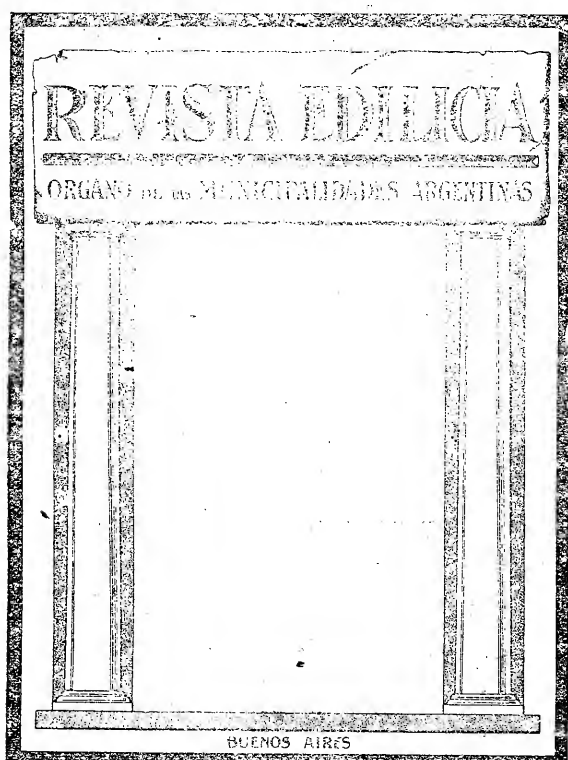 REVISTA EDILICIA
ORGANO DE LAS MUNICIPALIDADES ARGENTINAS
BUENOS AIRES